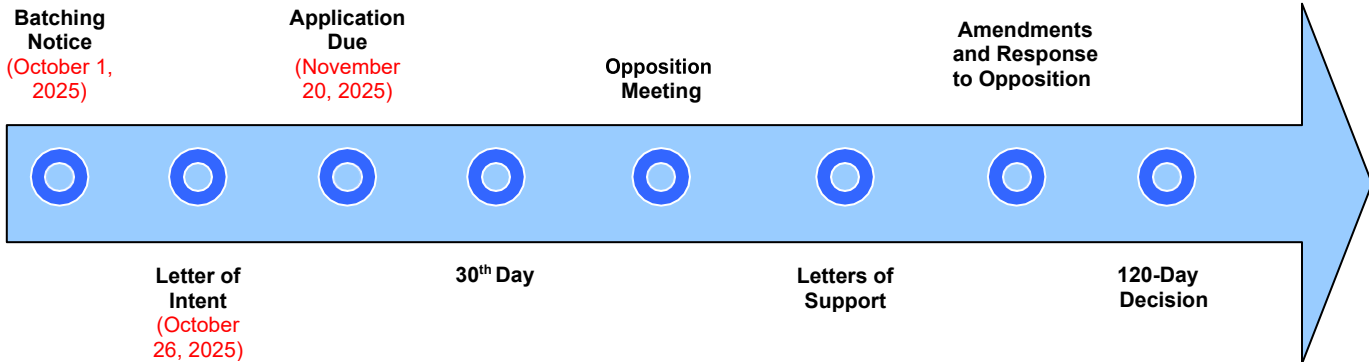 Batching
Notice
(October 1,
2025)
Letter of
Intent
(October
26, 2025)
Application
Due
(November
20, 2025)
30th Day
Opposition
Meeting
Letters of
Support
Amendments
and Response
to Opposition
120-Day
Decision